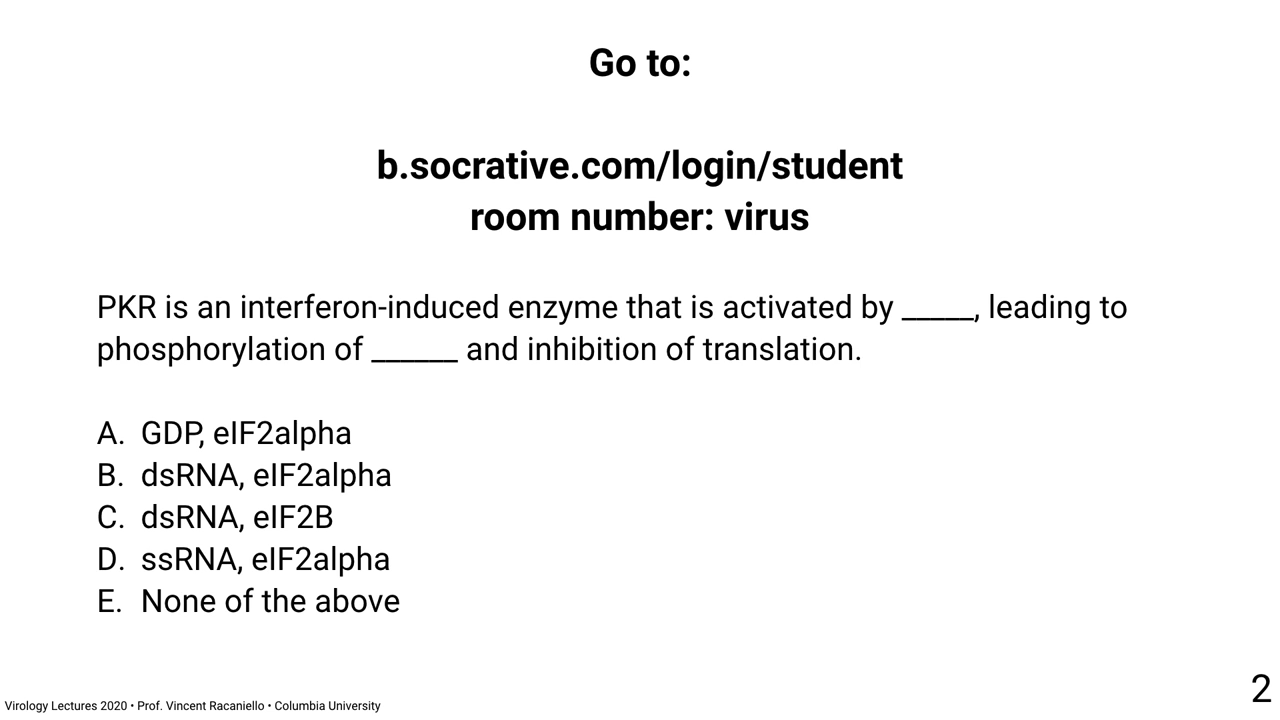 Go to:
b.socrative.com/login/student
room number: virus
PKR is an interferon-induced enzyme that is activated by _____, leading to
phosphorylation of ______ and inhibition of translation.
A. GDP, eIF2alpha
B. dsRNA, eIF2alpha
C. dsRNA, eIF2B
D. ssRNA, eIF2alpha
E. None of the above
Virology Lectures 2020 • Prof. Vincent Racaniello • Columbia University
2